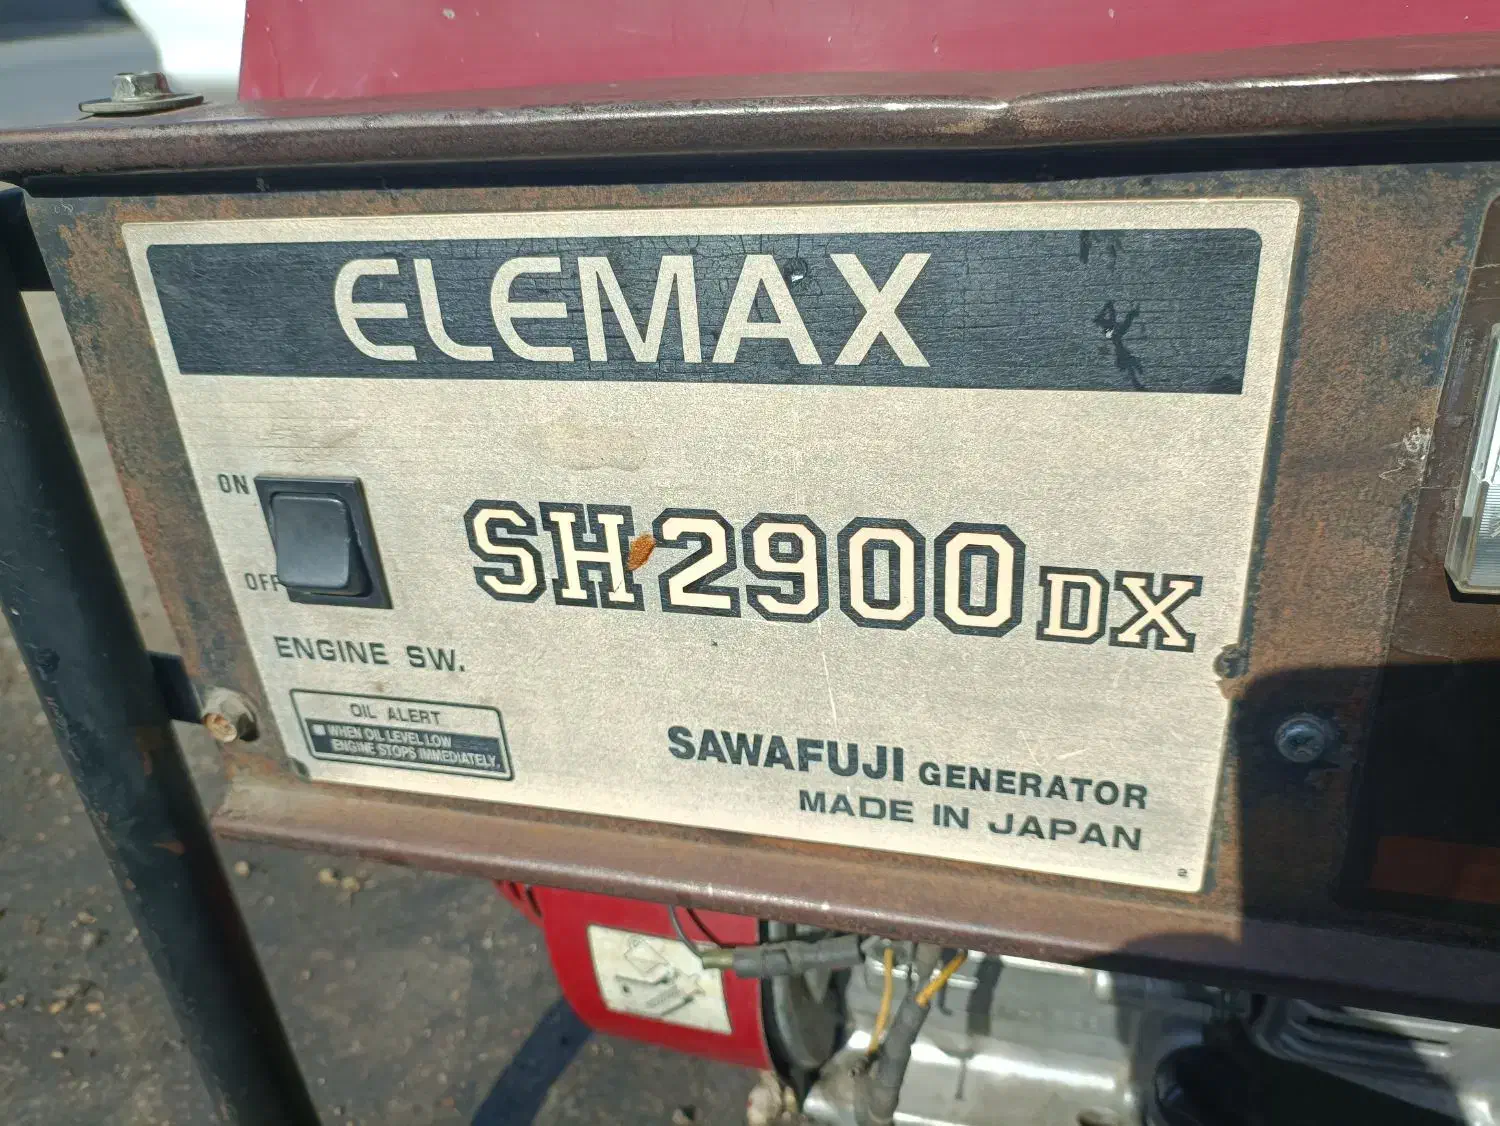 ELEMAX
ON
SH2900DX
OFF
ENGINE SW.
OIL ALERT
WHEN OIL LEVEL LOW
ENGINE STOPS IMMEDIATELY.
SAWAFUJI GENERATOR
MADE IN JAPAN
2